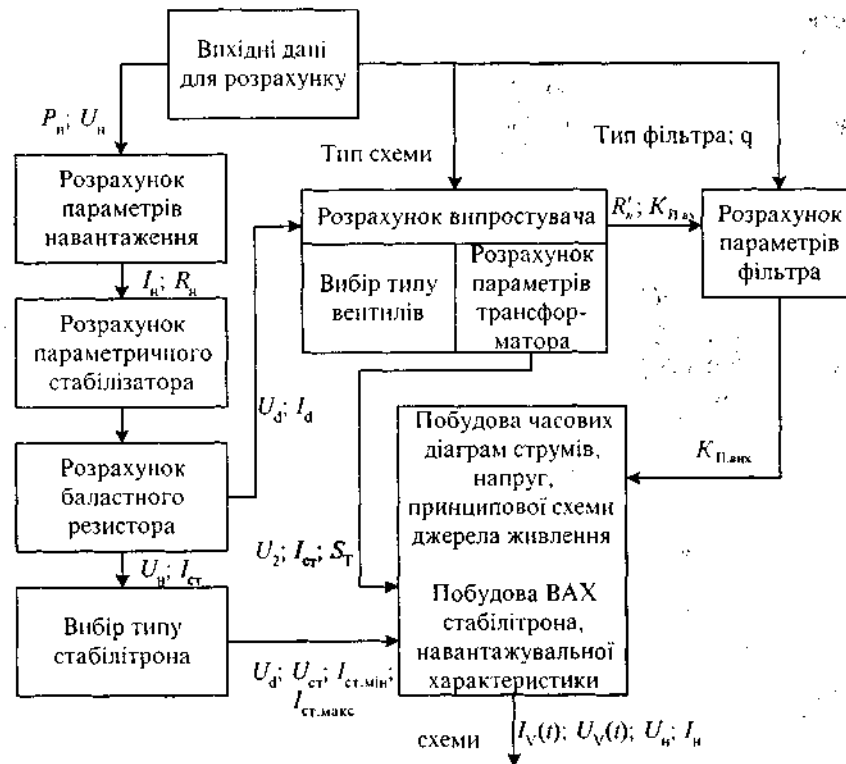 Вихідні дані
для розрахунку
Pн; Uн
Тип схеми
Тип фільтра; q
Розрахунок
параметрів
навантаження
Розрахунок випростувача
Вибір типу
вентилів
Розрахунок
параметрів
трансфор-
матора
R′н; KП.вх
Розрахунок
параметрів
фільтра
Iн; Rн
Розрахунок
параметричного
стабілізатора
Ud; Id
Розрахунок
баластного
резистора
Побудова часових
діаграм струмів,
напруг,
принципової схеми
джерела живлення
KП.вих
U2; Iст; SТ
Uн; Iст
Вибір типу
стабілітрона
Побудова ВАХ
стабілітрона,
навантажувальної
характеристики
Ud; Uст; Iст.мін;
Iст.макс
схеми
IV(t); UV(t); Uн; Iн